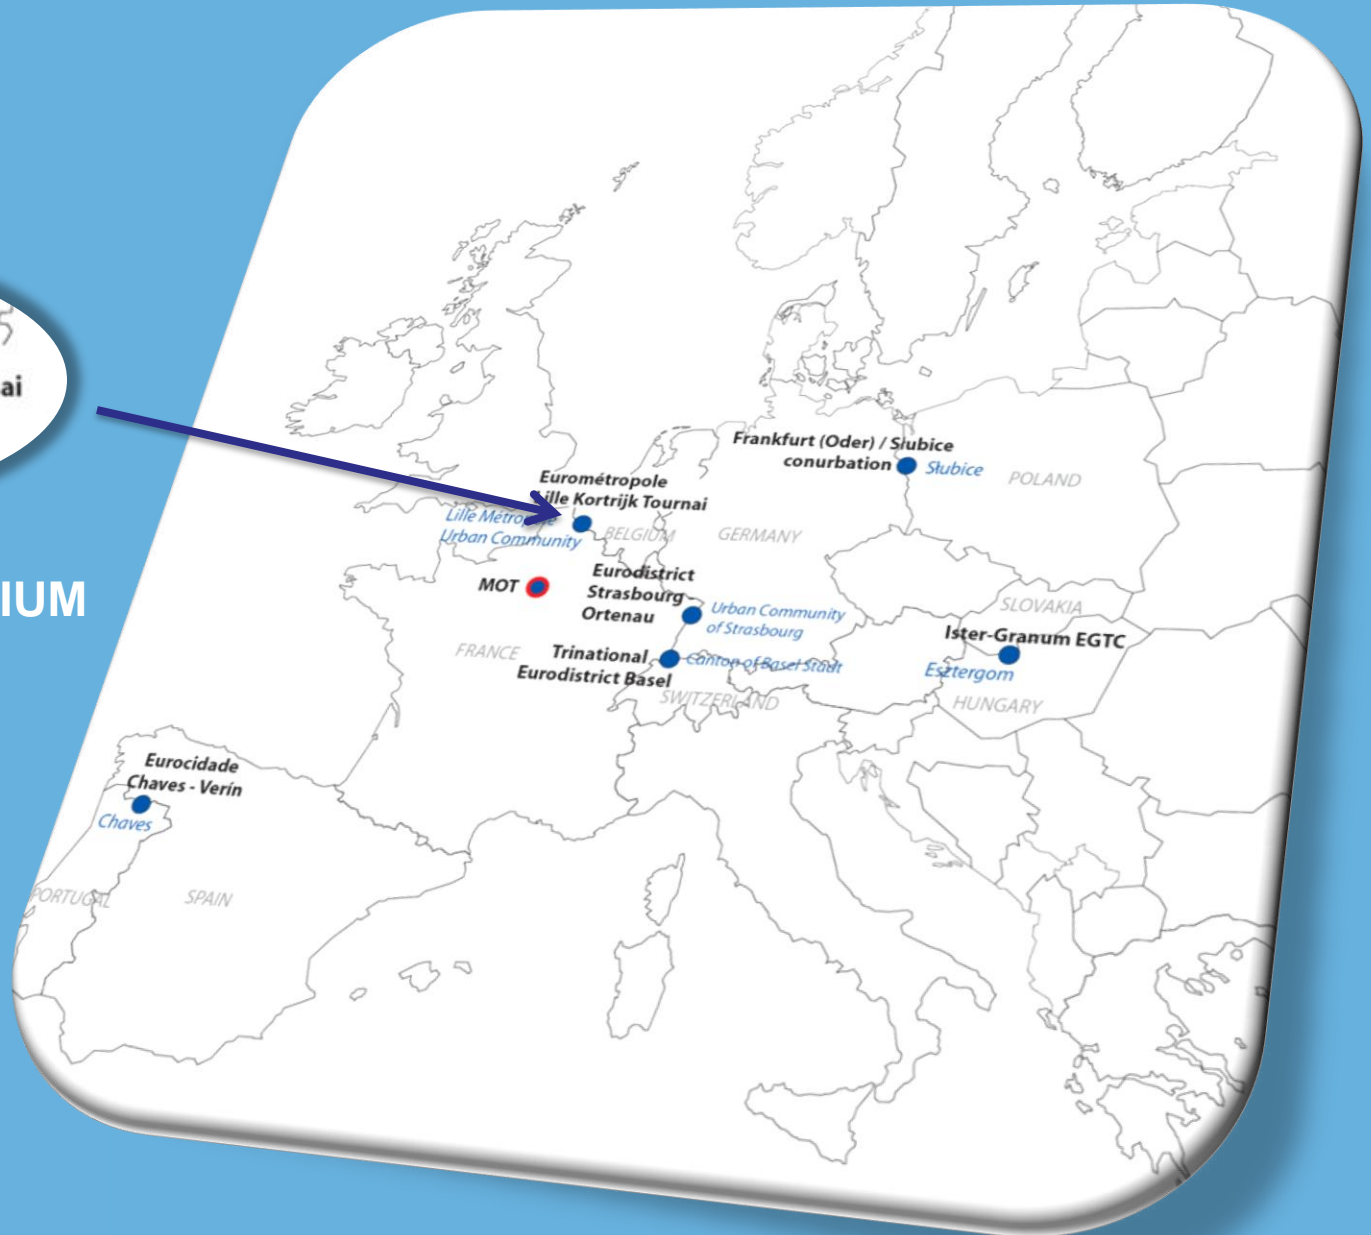 ai
IUM
Frankfurt (Oder) / Słubice
conurbation
Słubice
POLAND
Eurométropole
Lille Kortrijk Tournai
Lille Métropole
Urban Community
BELGIUM
GERMANY
MOT
Eurodistrict
Strasbourg -
Ortenau
Urban Community
of Strasbourg
SLOVAKIA
Ister-Granum EGTC
Esztergom
HUNGARY
FRANCE
Trinational
Eurodistrict Basel
Canton of Basel Stadt
SWITZERLAND
Eurocidade
Chaves - Verín
Chaves
PORTUGAL
SPAIN